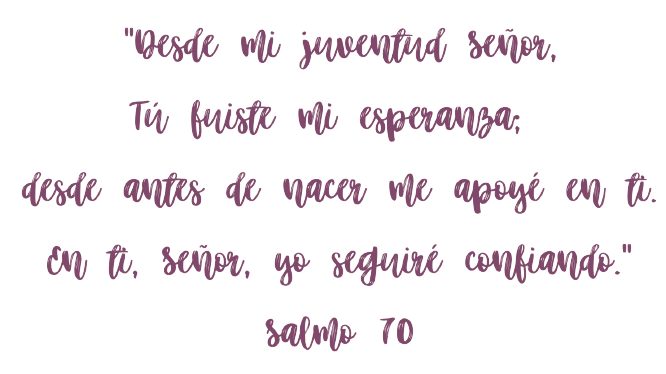 "Desde mi juventud señor,
Tú fuiste mi esperanza;
desde antes de nacer me apoyé en ti.
En ti, señor, yo seguiré confiando."
salmo 70